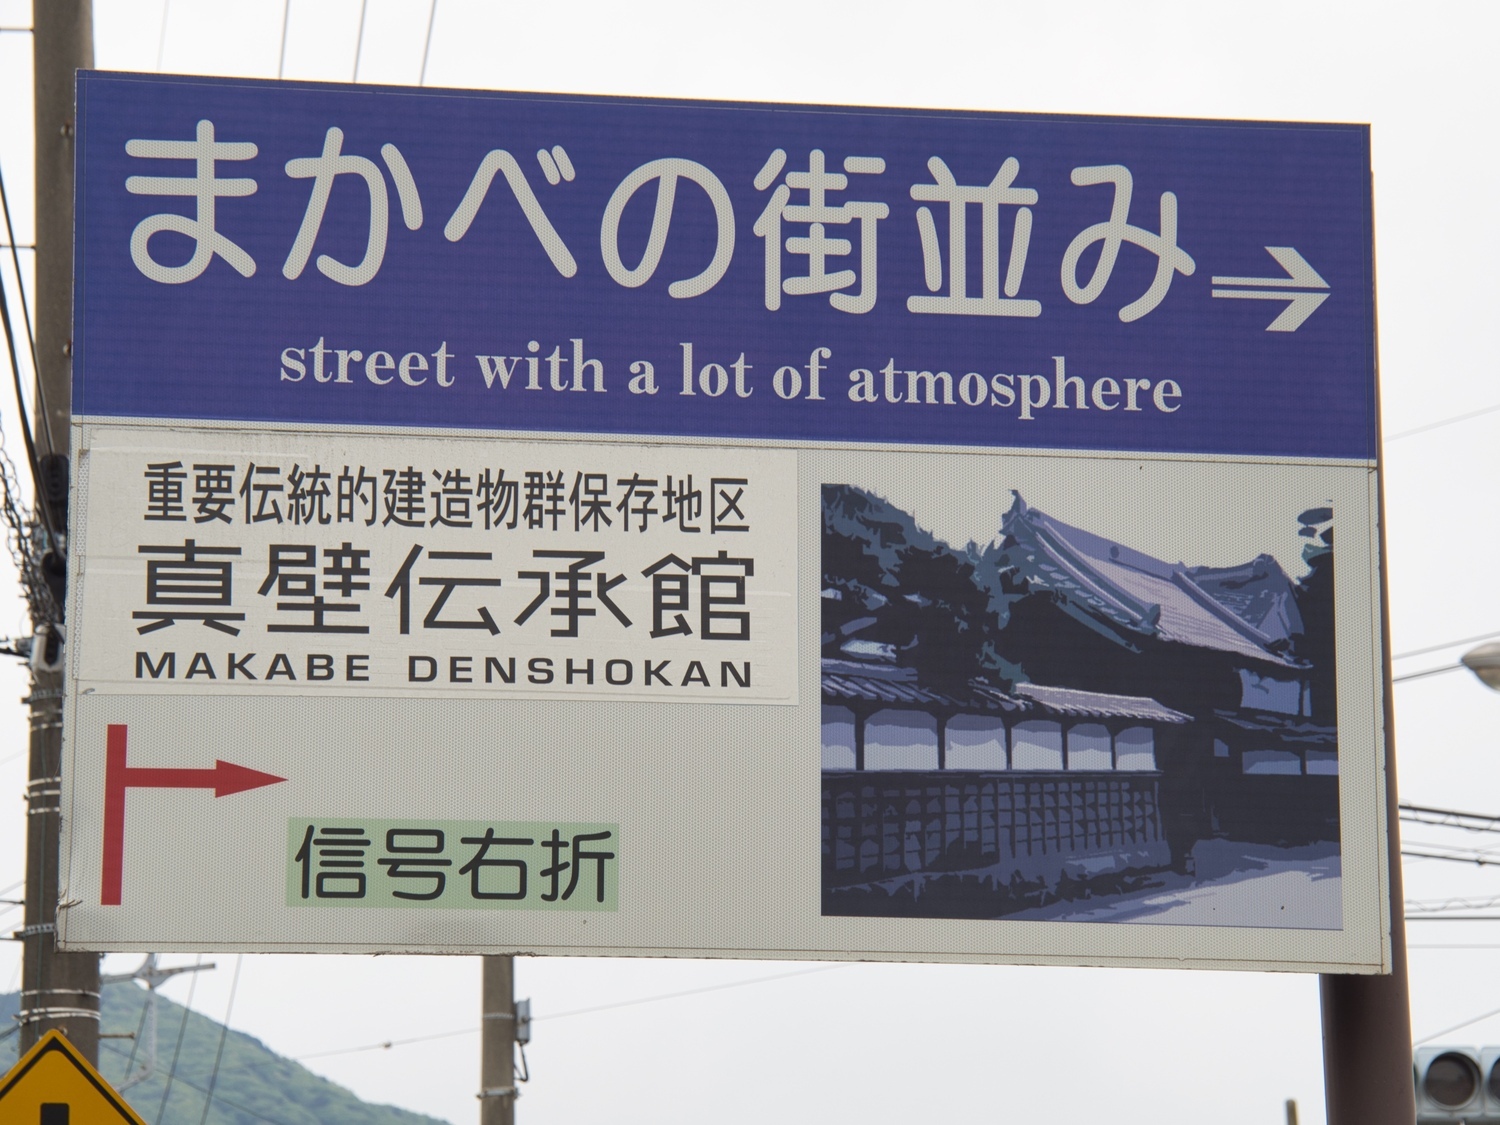 まかべの街並み
street with a lot of atmosphere
重要伝統的建造物群保存地区
真壁伝承館
MAKABE DENSHOKAN
信号右折